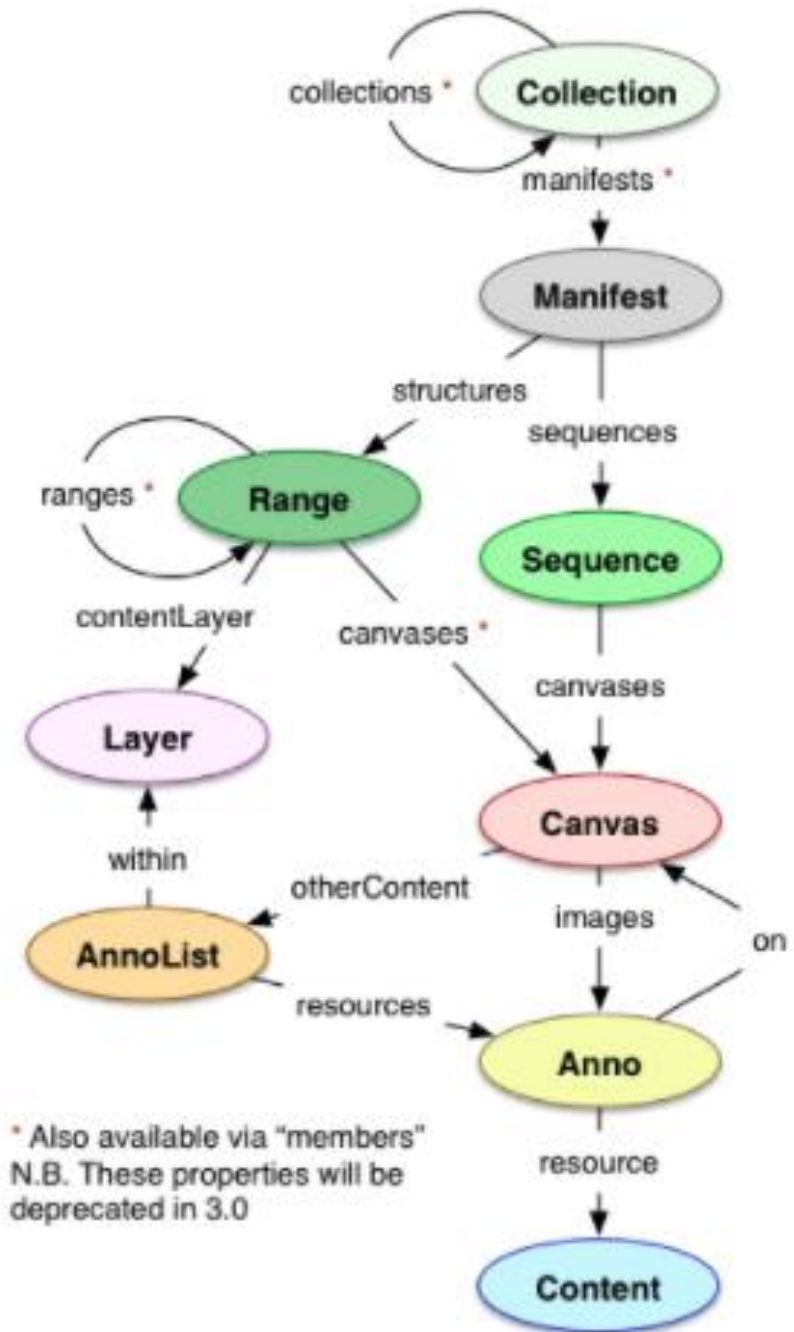 Collection
collections *
manifests *
Manifest
structures
sequences
ranges *
Range
Sequence
contentLayer
canvases *
canvases
Layer
Canvas
within
otherContent
images
on
AnnoList
resources
Anno
* Also available via “members”
N.B. These properties will be
deprecated in 3.0
resource
Content